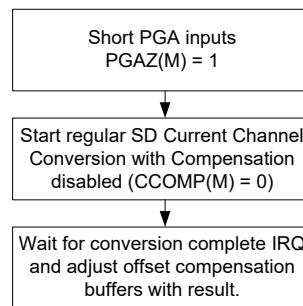 Short PGA inputs
PGAZ(M) = 1
Start regular SD Current Channel
Conversion with Compensation
disabled (CCOMP(M) = 0)
Wait for conversion complete IRQ
and adjust offset compensation
buffers with result.